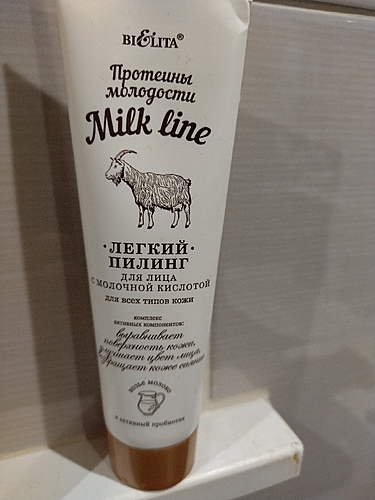 BIELITA®
Протеины
молодости
Milk line
·ЛЕГКИЙ·
ПИЛИНГ
ДЛЯ ЛИЦА
С МОЛОЧНОЙ КИСЛОТОЙ
ДЛЯ ВСЕХ ТИПОВ КОЖИ
КОМПЛЕКС
АКТИВНЫХ КОМПОНЕНТОВ:
выравнивает
поверхность кожи,
улучшает цвет лица,
возвращает коже сияние
КОЗЬЕ МОЛОКО
и активный пробиотик